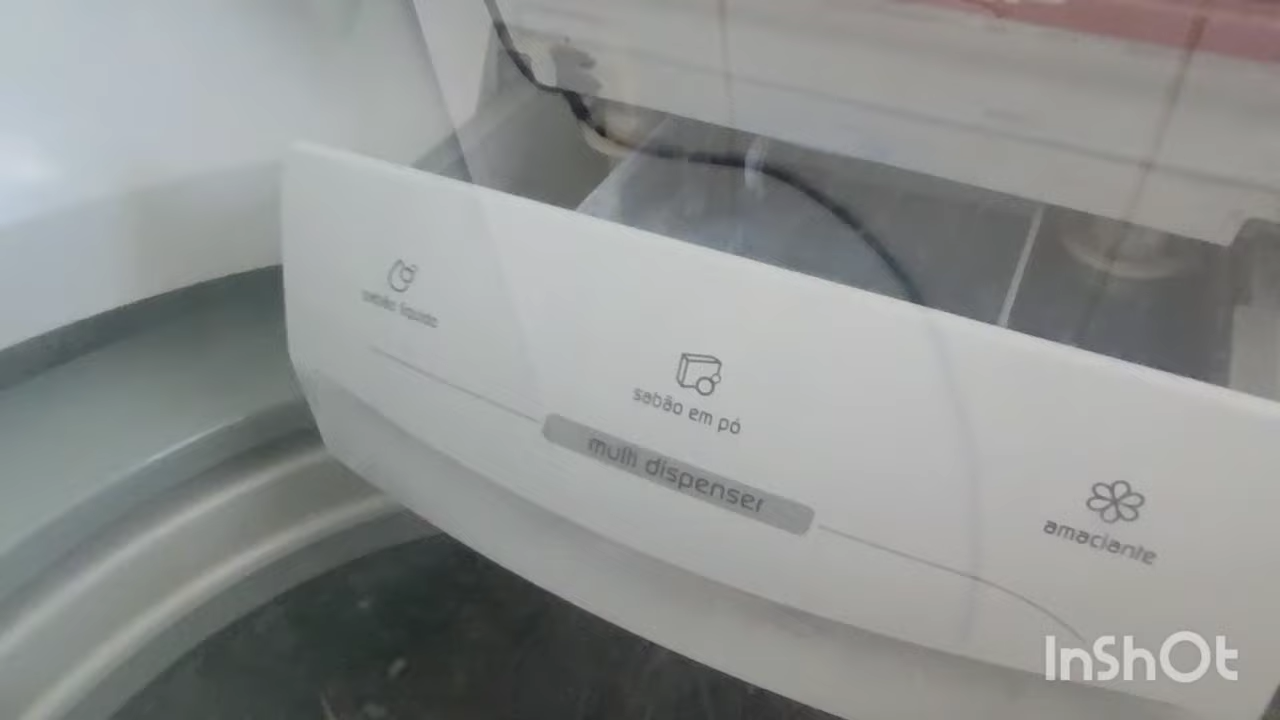 sabão líquido
sabão em pó
multi dispenser
amaciante
InShOt